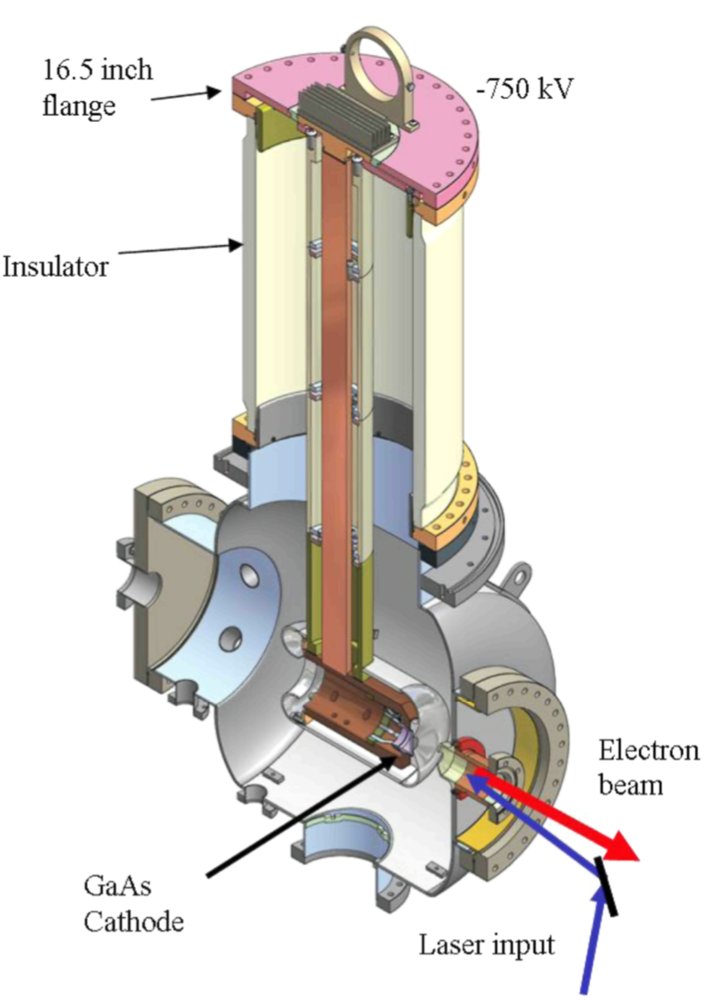 16.5 inch
flange
-750 kV
Insulator
Electron
beam
GaAs
Cathode
Laser input